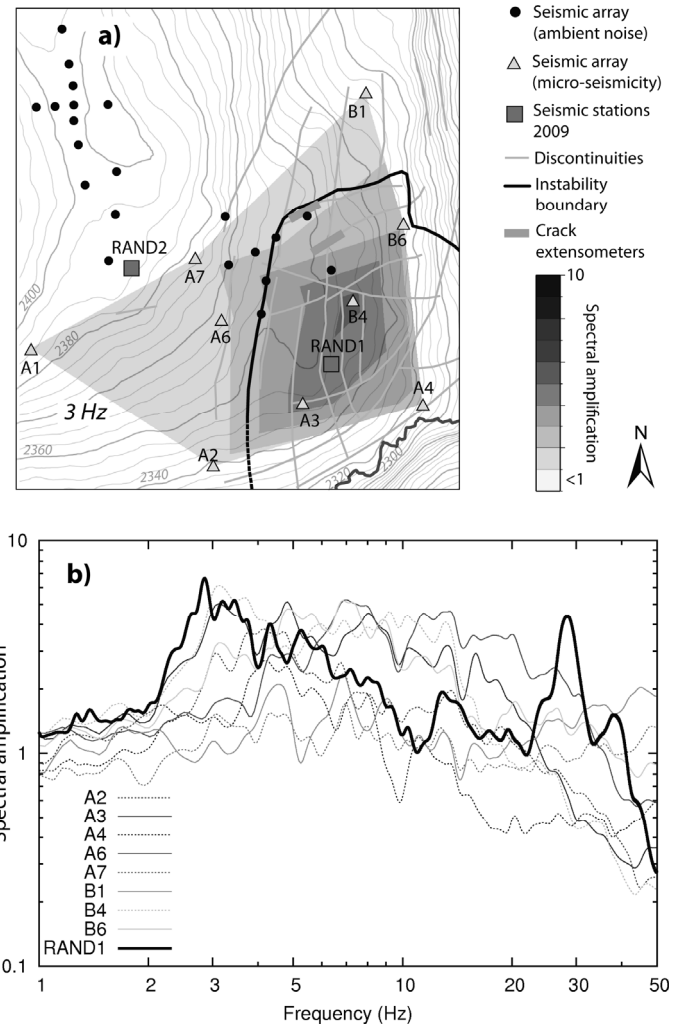 a)
B1
B6
RAND2
A7
B4
A6
RAND1
2400
2380
A1
A4
A3
3 Hz
A2
2360
2340
2320
2300
Seismic array
(ambient noise)
Seismic array
(micro-seismicity)
Seismic stations
2009
Discontinuities
Instability
boundary
Crack
extensometers
10
Spectral amplification
<1
N
b)
10
1
0.1
Spectral amplification
A2
A3
A4
A6
A7
B1
B4
B6
RAND1
1
2
3
5
10
20
30
50
Frequency (Hz)